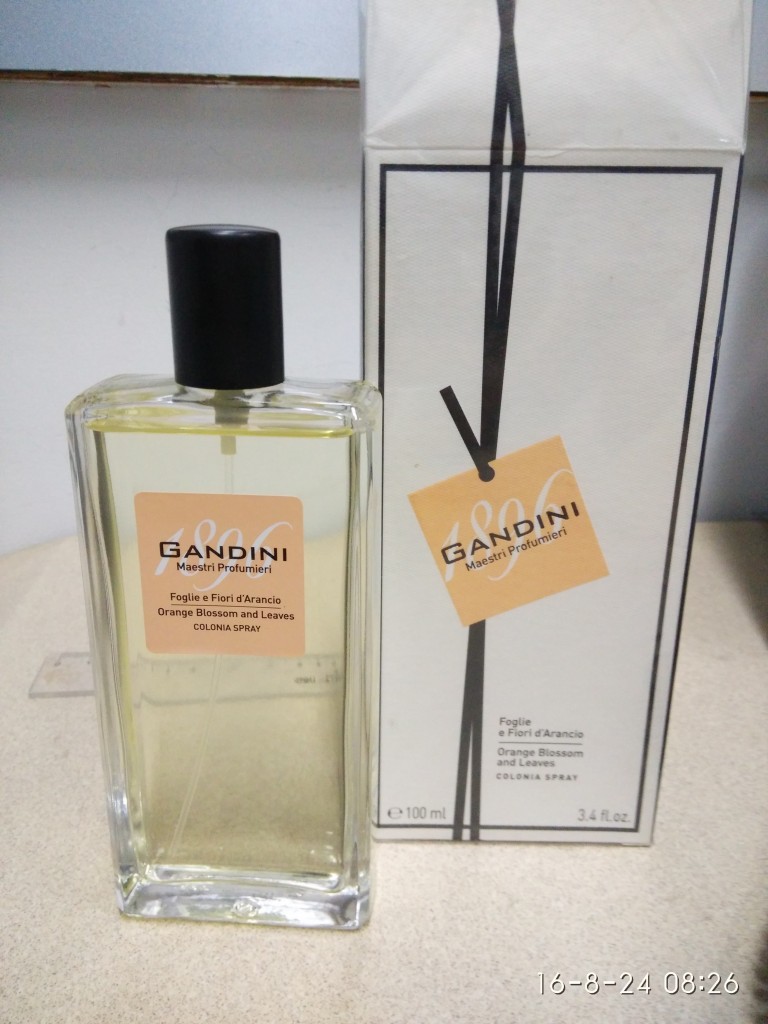 1896
GANDINI
Maestri Profumieri
Foglie e Fiori d'Arancio
Orange Blossom and Leaves
COLONIA SPRAY
1896
GANDINI
Maestri Profumieri
Foglie
e Fiori d'Arancio
Orange Blossom
and Leaves
COLONIA SPRAY
℮ 100 ml
3.4 fl.oz.
16-8-24 08:26